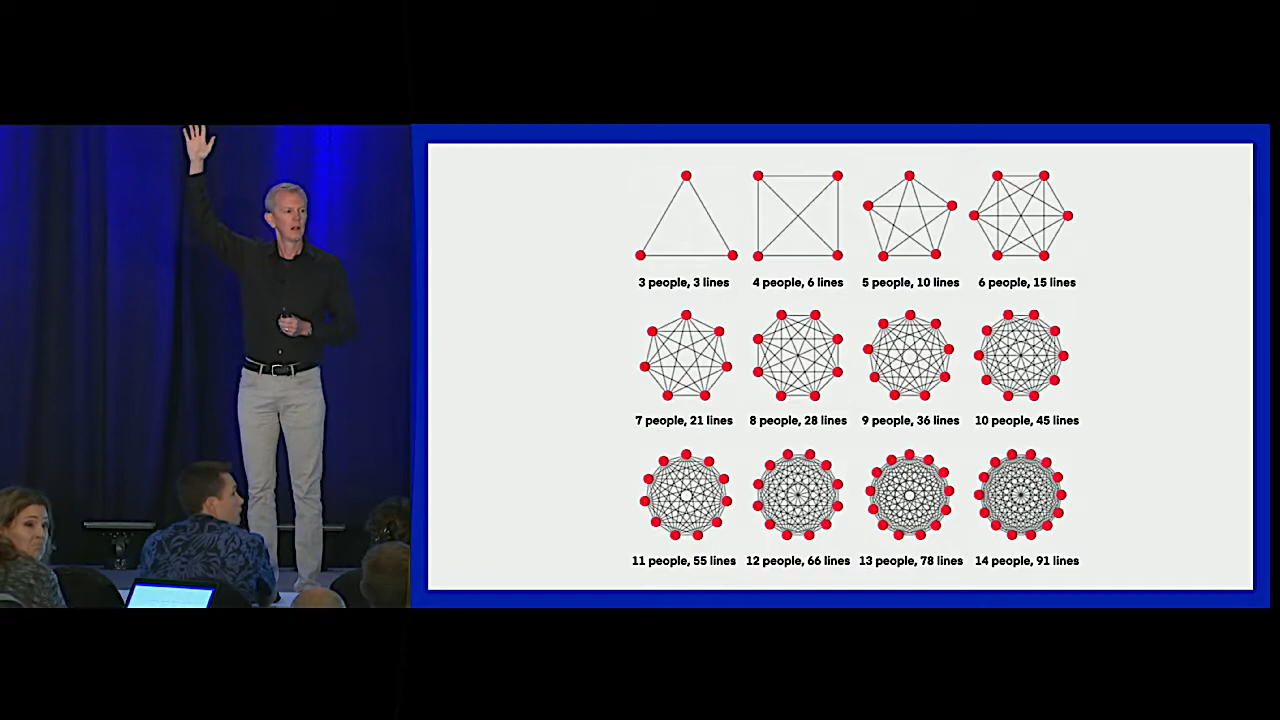 3 people, 3 lines
4 people, 6 lines
5 people, 10 lines
6 people, 15 lines
7 people, 21 lines
8 people, 28 lines
9 people, 36 lines
10 people, 45 lines
11 people, 55 lines
12 people, 66 lines
13 people, 78 lines
14 people, 91 lines